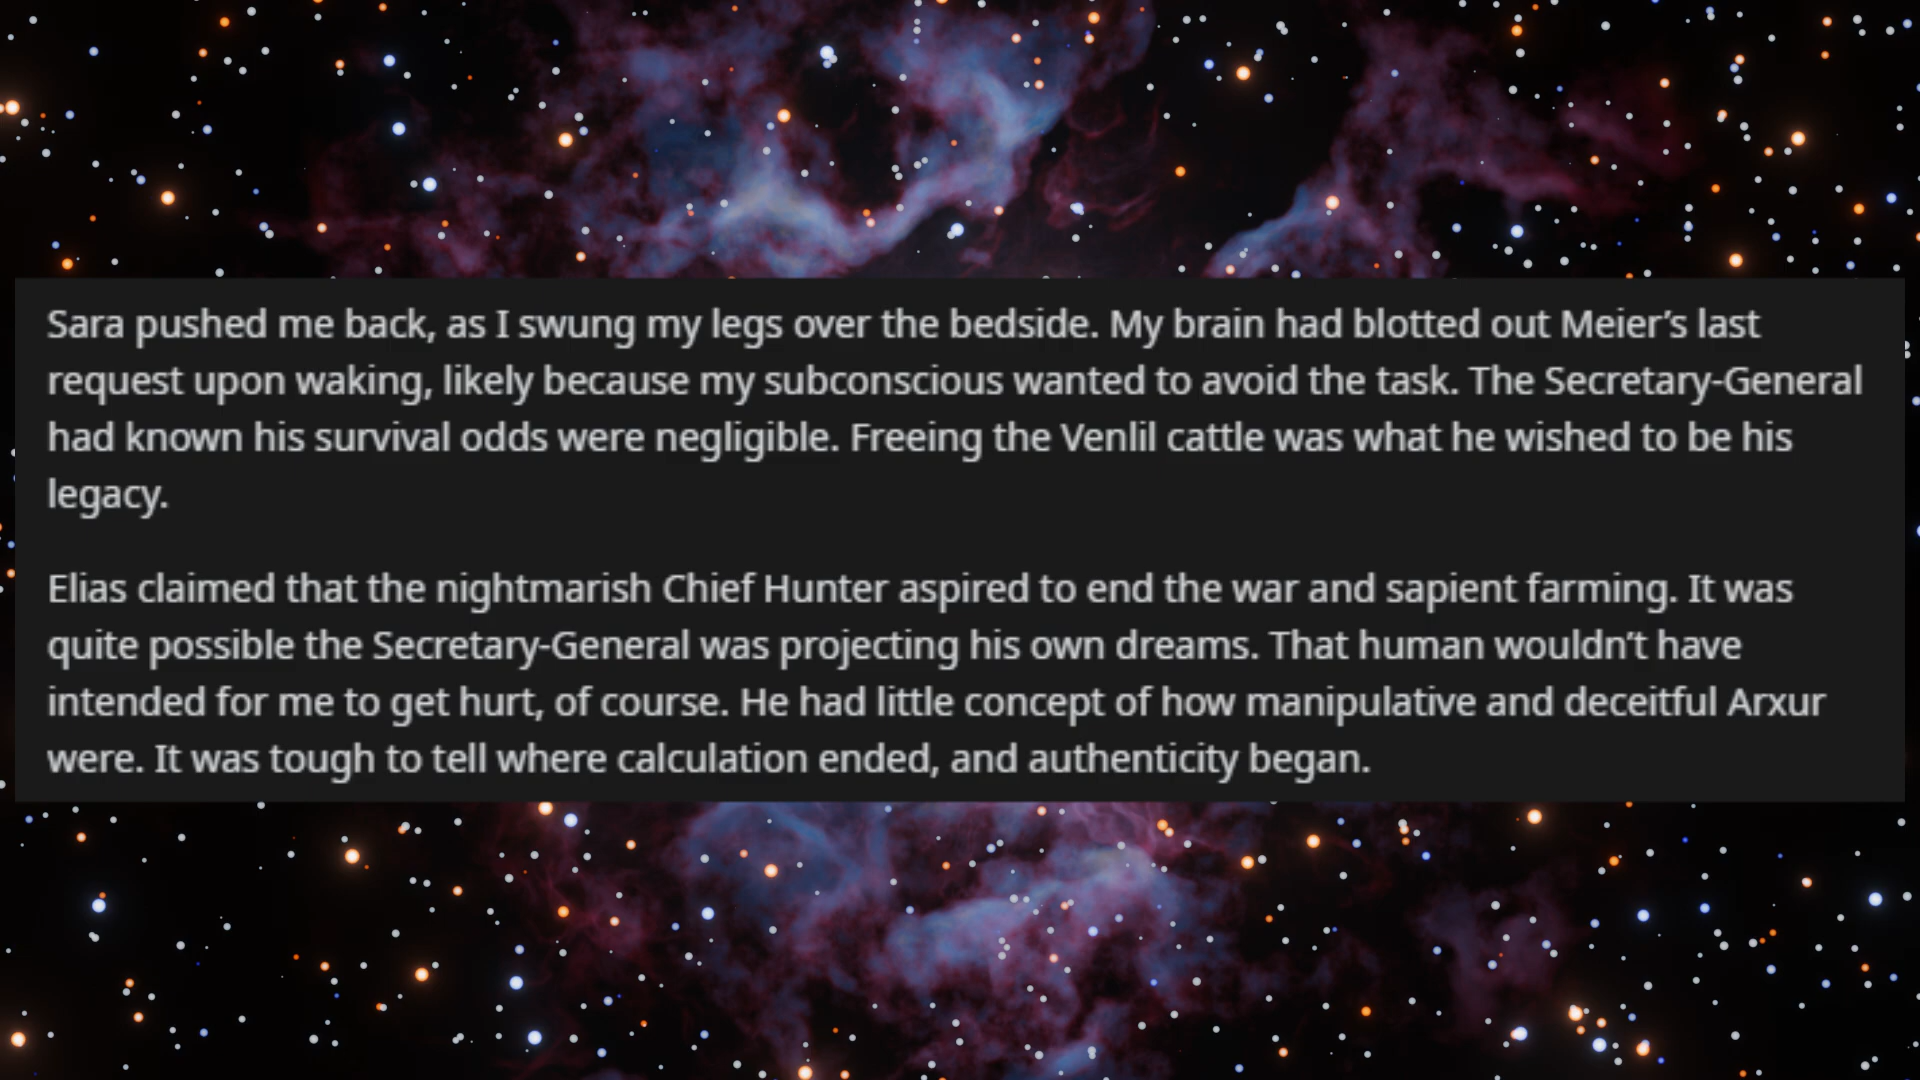 Sara pushed me back, as I swung my legs over the bedside. My brain had blotted out Meier’s last
request upon waking, likely because my subconscious wanted to avoid the task. The Secretary-General
had known his survival odds were negligible. Freeing the Venlil cattle was what he wished to be his
legacy.
Elias claimed that the nightmarish Chief Hunter aspired to end the war and sapient farming. It was
quite possible the Secretary-General was projecting his own dreams. That human wouldn’t have
intended for me to get hurt, of course. He had little concept of how manipulative and deceitful Arxur
were. It was tough to tell where calculation ended, and authenticity began.